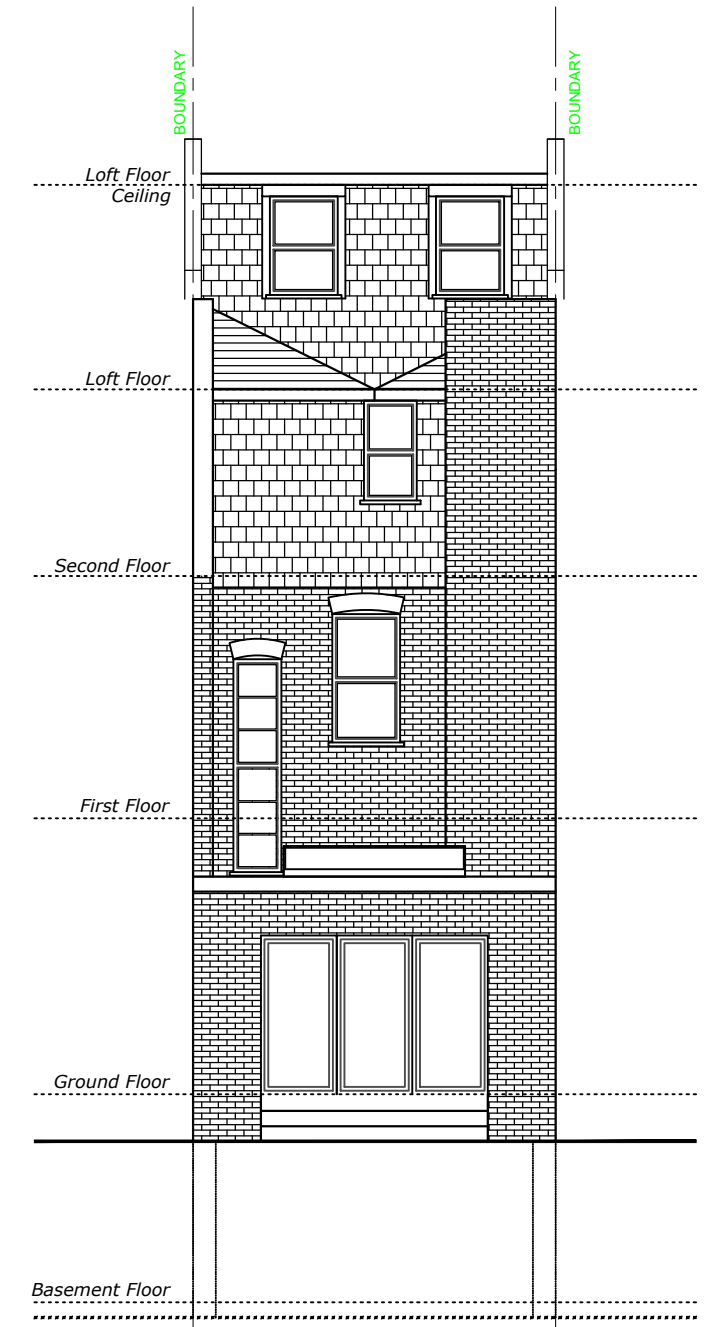 BOUNDARY
BOUNDARY
Loft Floor
Ceiling
Loft Floor
Second Floor
First Floor
Ground Floor
Basement Floor